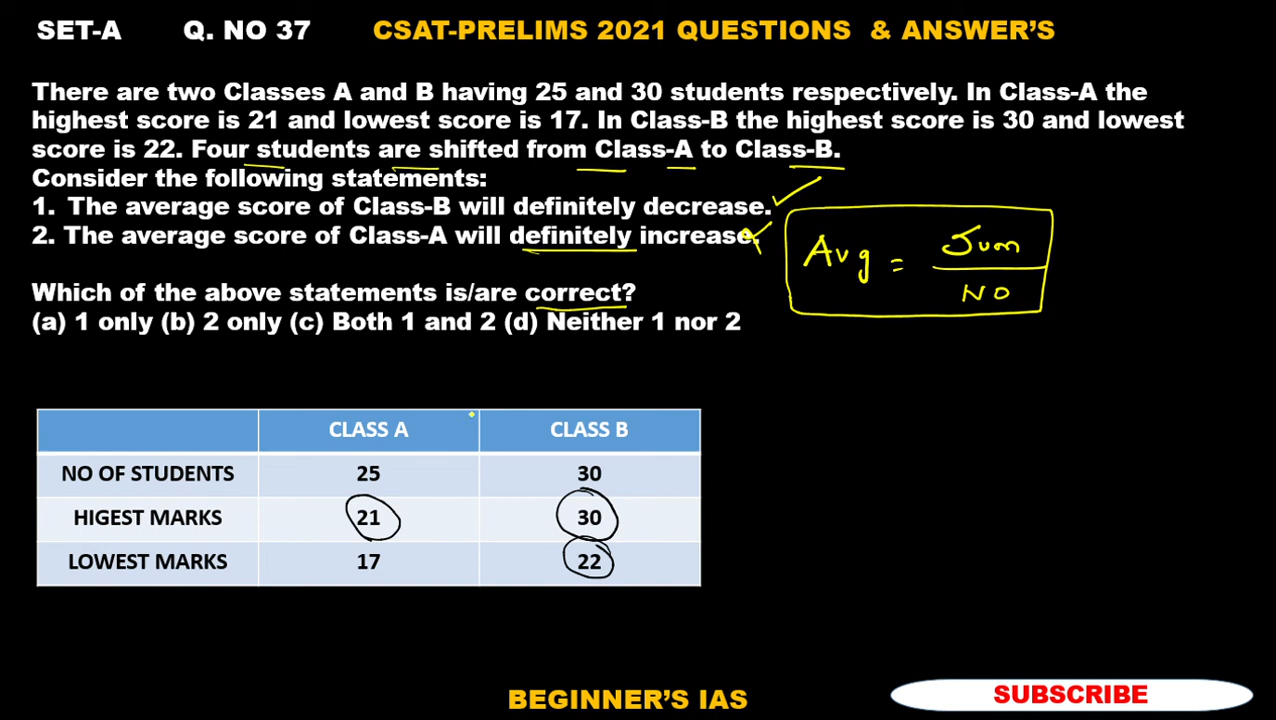 SET-A Q. NO 37 CSAT-PRELIMS 2021 QUESTIONS & ANSWER'S
There are two Classes A and B having 25 and 30 students respectively. In Class-A the
highest score is 21 and lowest score is 17. In Class-B the highest score is 30 and lowest
score is 22. Four students are shifted from Class-A to Class-B.
Consider the following statements:
1. The average score of Class-B will definitely decrease.
2. The average score of Class-A will definitely increase.
Avg = Sum
NO
Which of the above statements is/are correct?
(a) 1 only (b) 2 only (c) Both 1 and 2 (d) Neither 1 nor 2
CLASS A CLASS B
NO OF STUDENTS 25 30
HIGEST MARKS 21 30
LOWEST MARKS 17 22
BEGINNER'S IAS
SUBSCRIBE